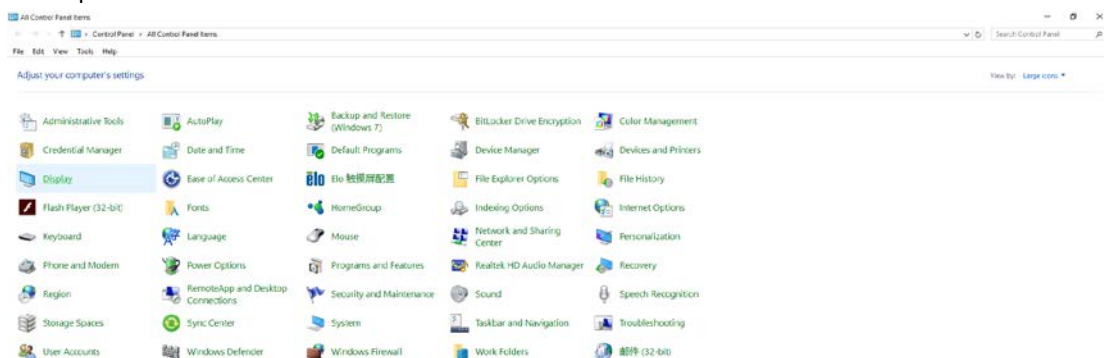 All Control Panel Items
Control Panel › All Control Panel Items
Search Control Panel
File Edit View Tools Help
Adjust your computer's settings
View by: Large icons
Administrative Tools
AutoPlay
Backup and Restore
(Windows 7)
BitLocker Drive Encryption
Color Management
Credential Manager
Date and Time
Default Programs
Device Manager
Devices and Printers
Display
Ease of Access Center
elo
Elo 触摸屏配置
File Explorer Options
File History
Flash Player (32-bit)
Fonts
HomeGroup
Indexing Options
Internet Options
Keyboard
Language
Mouse
Network and Sharing
Center
Personalization
Phone and Modem
Power Options
Programs and Features
Realtek HD Audio Manager
Recovery
Region
RemoteApp and Desktop
Connections
Security and Maintenance
Sound
Speech Recognition
Storage Spaces
Sync Center
System
Taskbar and Navigation
Troubleshooting
User Accounts
Windows Defender
Windows Firewall
Work Folders
邮件 (32-bit)